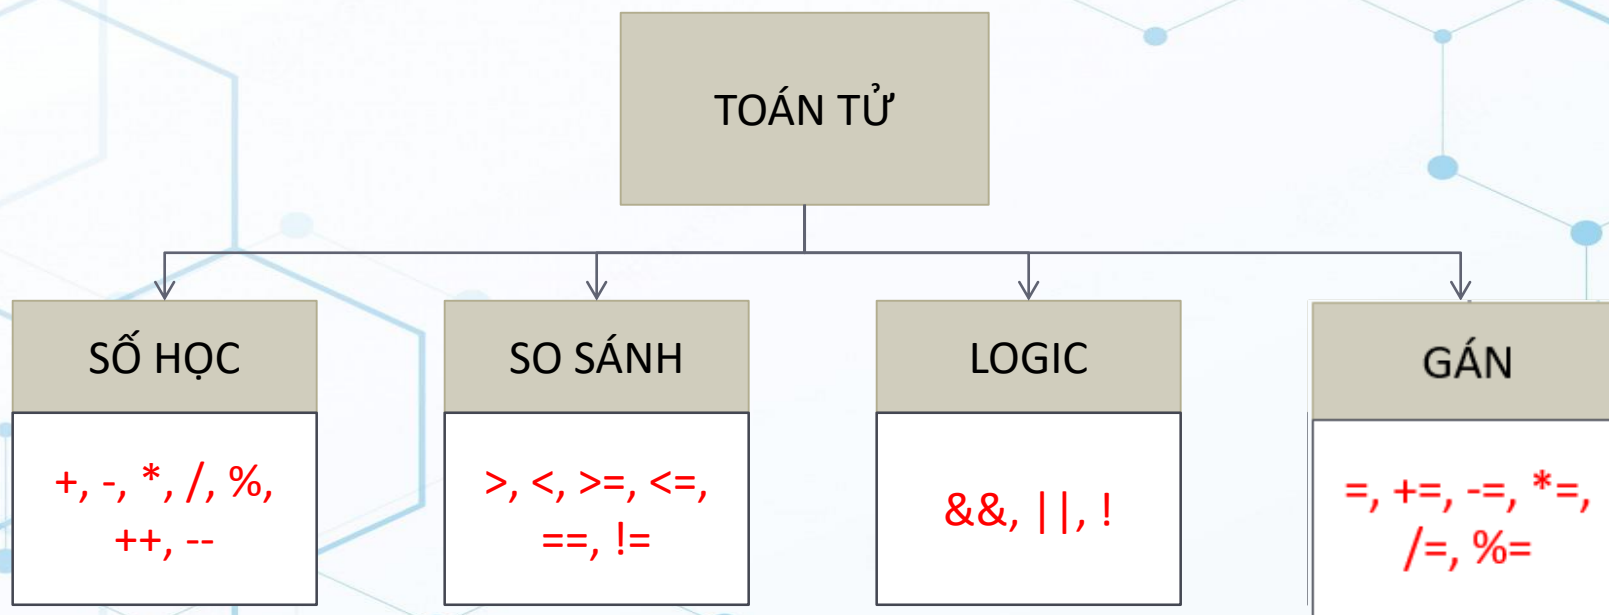 TOÁN TỬ
SỐ HỌC
+, -, *, /, %,
++, --
SO SÁNH
>, <, >=, <=,
==, !=
LOGIC
&&, ||, !
GÁN
=, +=, -=, *=,
/=, %=